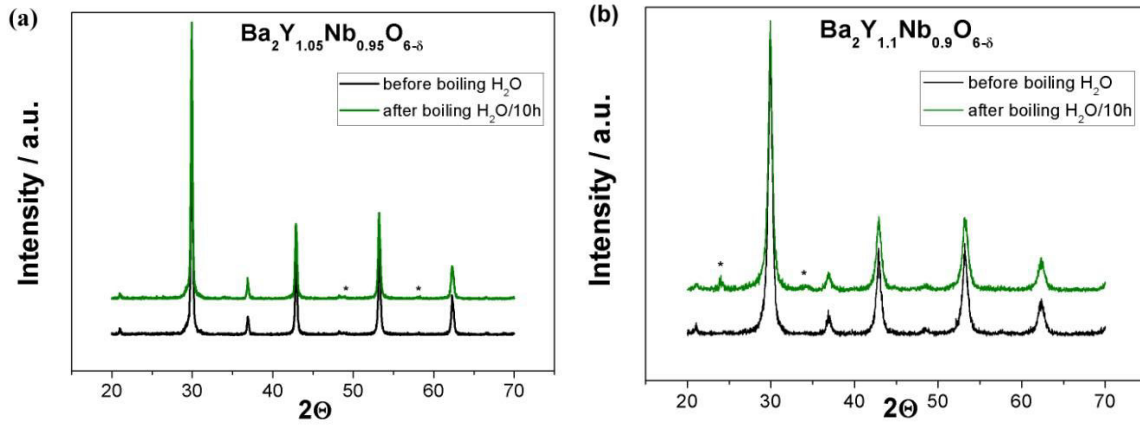 (a)
Ba₂Y₁.₀₅Nb₀.₉₅O₆₋δ
before boiling H₂O
after boiling H₂O/10h
Intensity / a.u.
* *
20 30 40 50 60 70
2Θ
(b)
Ba₂Y₁.₁Nb₀.₉O₆₋δ
before boiling H₂O
after boiling H₂O/10h
Intensity / a.u.
* *
20 30 40 50 60 70
2Θ